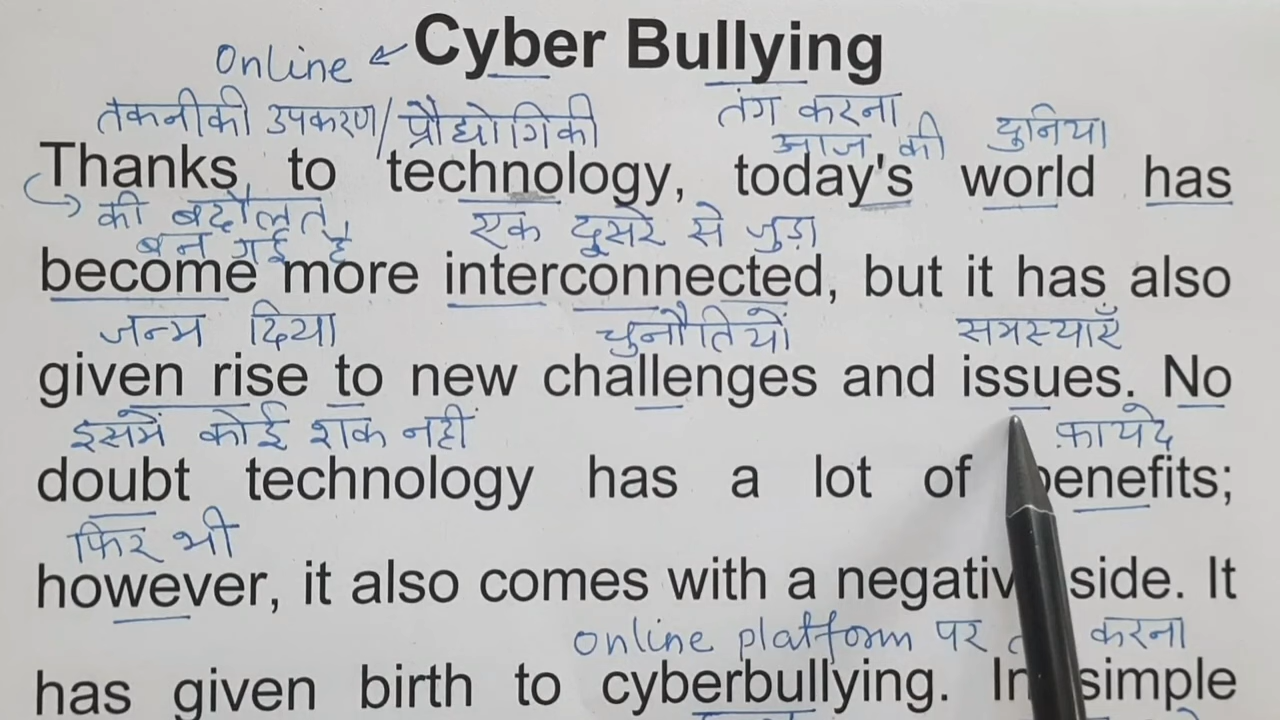 Online Cyber Bullying
तकनीकी उपकरण/प्रौद्योगिकी तंग करना
आज की दुनिया
Thanks to technology, today's world has
की बदौलत, एक दूसरे से जुड़ा
बन गई है
become more interconnected, but it has also
जन्म दिया चुनौतियों समस्याएँ
given rise to new challenges and issues. No
इसमें कोई शक नहीं फ़ायदे
doubt technology has a lot of benefits;
फिर भी
however, it also comes with a negativ side. It
online platform पर करना
has given birth to cyberbullying. In simple